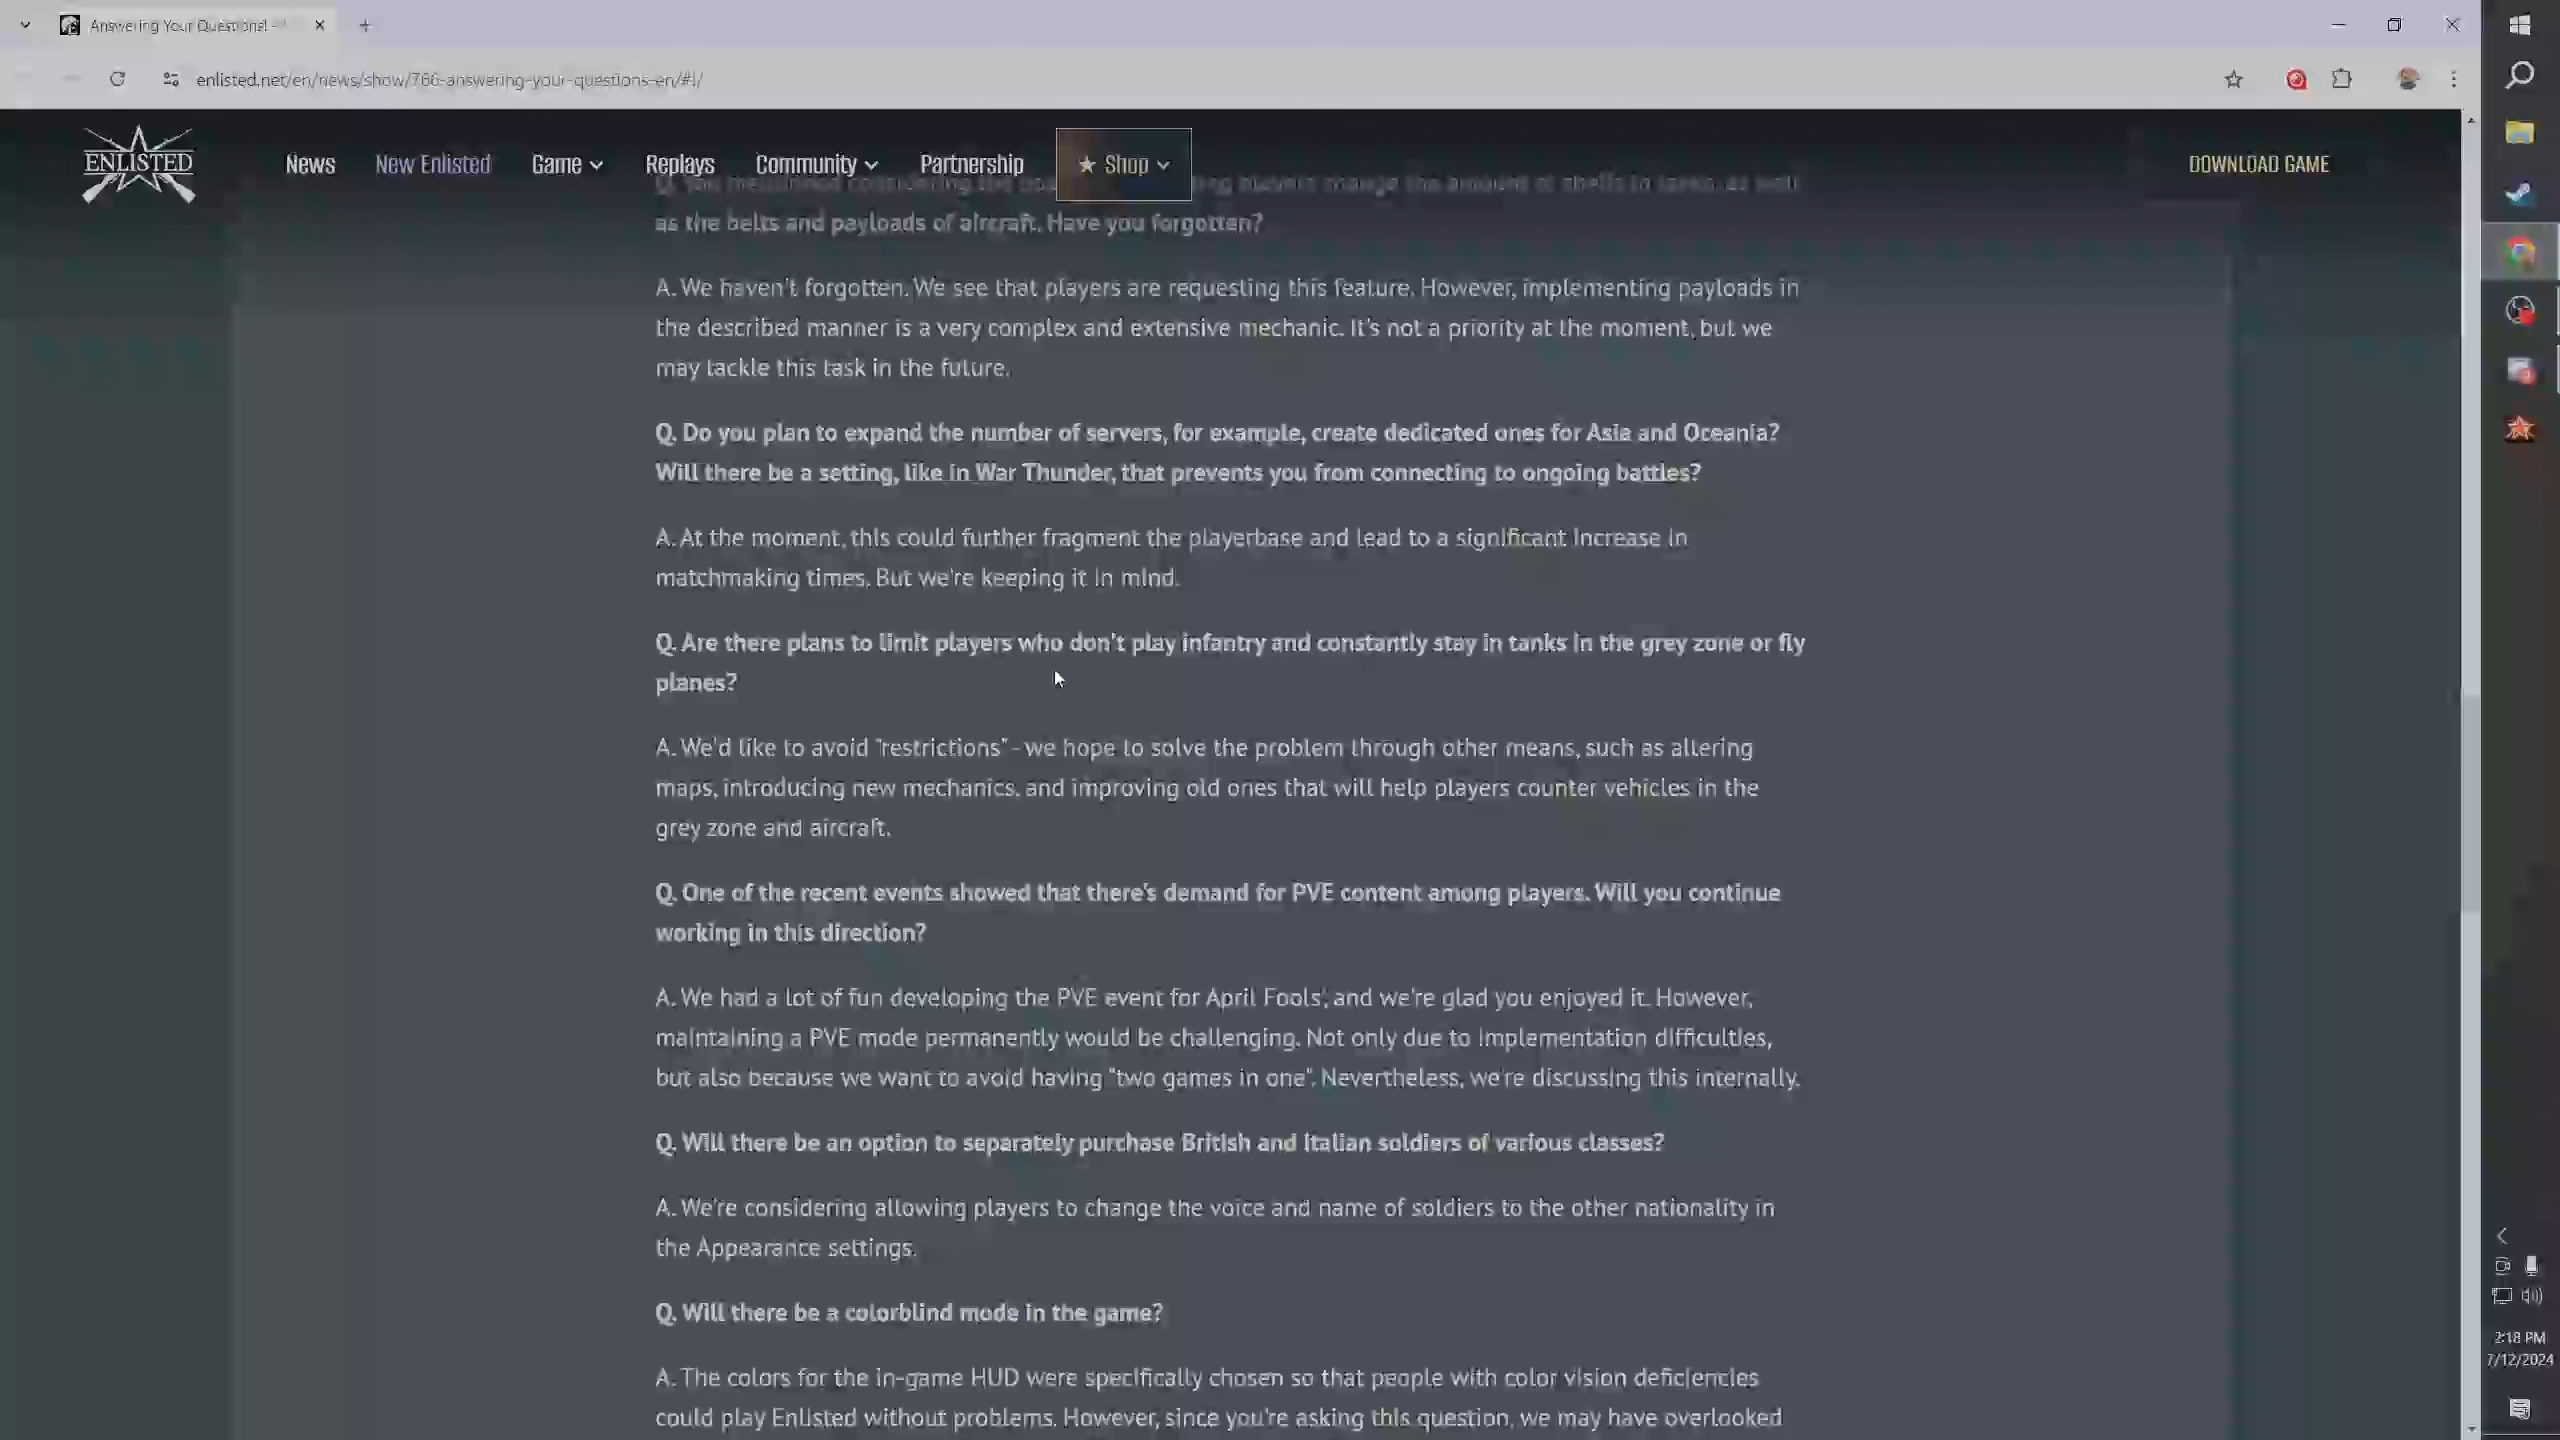 Answering Your Questions! -
enlisted.net/en/news/show/766-answering-your-questions-en/#!/
ENLISTED
News
New Enlisted
Game
Replays
Community
Partnership
★ Shop
DOWNLOAD GAME
change the amount of shells in tanks, as well
as the belts and payloads of aircraft. Have you forgotten?
A. We haven't forgotten. We see that players are requesting this feature. However, implementing payloads in
the described manner is a very complex and extensive mechanic. It's not a priority at the moment, but we
may tackle this task in the future.
Q. Do you plan to expand the number of servers, for example, create dedicated ones for Asia and Oceania?
Will there be a setting, like in War Thunder, that prevents you from connecting to ongoing battles?
A. At the moment, this could further fragment the playerbase and lead to a significant increase in
matchmaking times. But we're keeping it in mind.
Q. Are there plans to limit players who don't play infantry and constantly stay in tanks in the grey zone or fly
planes?
A. We'd like to avoid "restrictions" - we hope to solve the problem through other means, such as altering
maps, introducing new mechanics, and improving old ones that will help players counter vehicles in the
grey zone and aircraft.
Q. One of the recent events showed that there's demand for PVE content among players. Will you continue
working in this direction?
A. We had a lot of fun developing the PVE event for April Fools', and we're glad you enjoyed it. However,
maintaining a PVE mode permanently would be challenging. Not only due to implementation difficulties,
but also because we want to avoid having "two games in one". Nevertheless, we're discussing this internally.
Q. Will there be an option to separately purchase British and Italian soldiers of various classes?
A. We're considering allowing players to change the voice and name of soldiers to the other nationality in
the Appearance settings.
Q. Will there be a colorblind mode in the game?
A. The colors for the in-game HUD were specifically chosen so that people with color vision deficiencies
could play Enlisted without problems. However, since you're asking this question, we may have overlooked
2:18 PM
7/12/2024